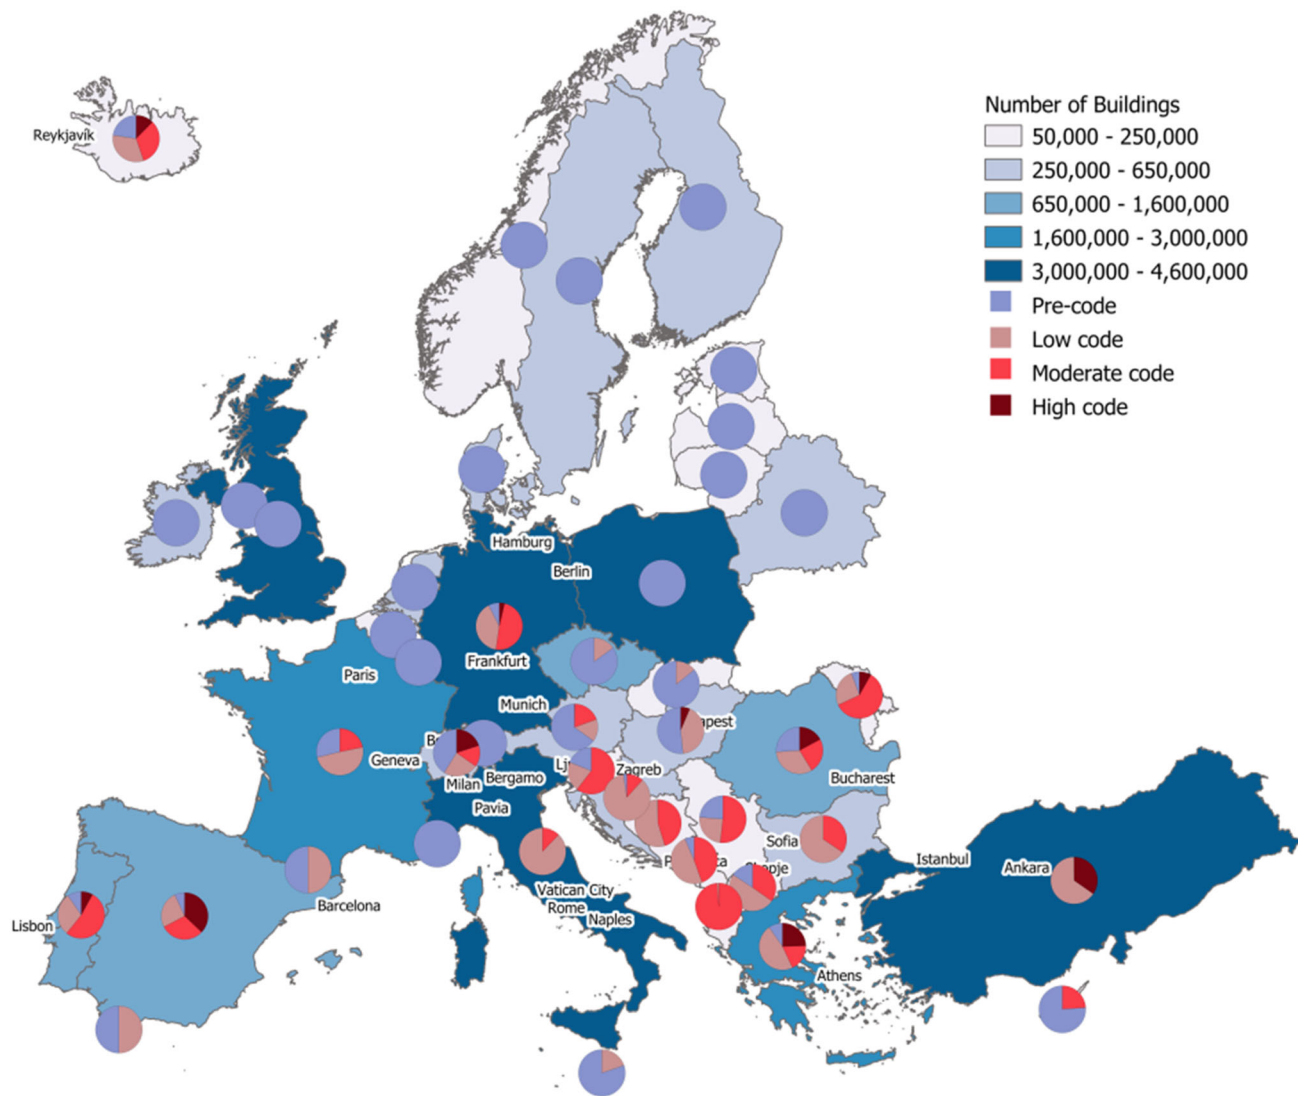 Number of Buildings
50,000 - 250,000
250,000 - 650,000
650,000 - 1,600,000
1,600,000 - 3,000,000
3,000,000 - 4,600,000
Pre-code
Low code
Moderate code
High code
Reykjavík
Hamburg
Berlin
Frankfurt
Paris
Munich
Geneva
Zagreb
Milan
Bergamo
Bucharest
Pavia
Sofia
Istanbul
Ankara
Vatican City
Rome
Naples
Barcelona
Lisbon
Athens